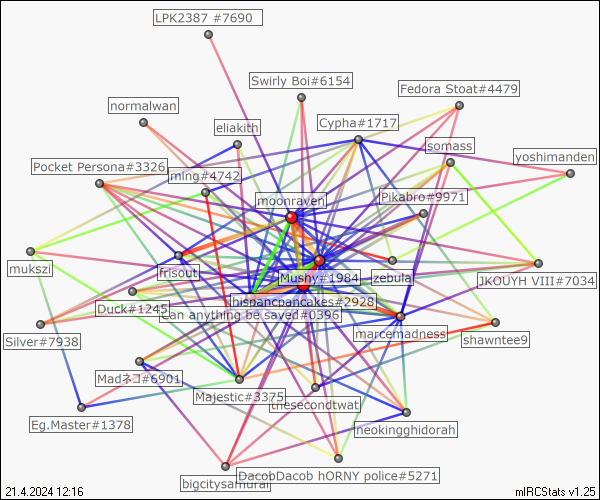 LPK2387 #7690
Swirly Boi#6154
Fedora Stoat#4479
normalwan
eliakith
Cypha#1717
somass
yoshimanden
Pocket Persona#3326
ming#4742
Pikabro#9971
moonraven
mukszi
frisout
Mushy#1984
zebula
JKOUYH VIII#7034
hispanicpancakes#2928
Duck#1245
Can anything be saved#0396
marcemadness
Silver#7938
shawntee9
Madネコ#6901
Majestic#3375
thesecondtwat
Eg.Master#1378
neokingghidorah
DacobDacob hORNY police#5271
bigcitysamurai
21.4.2024 12:16
mIRCStats v1.25